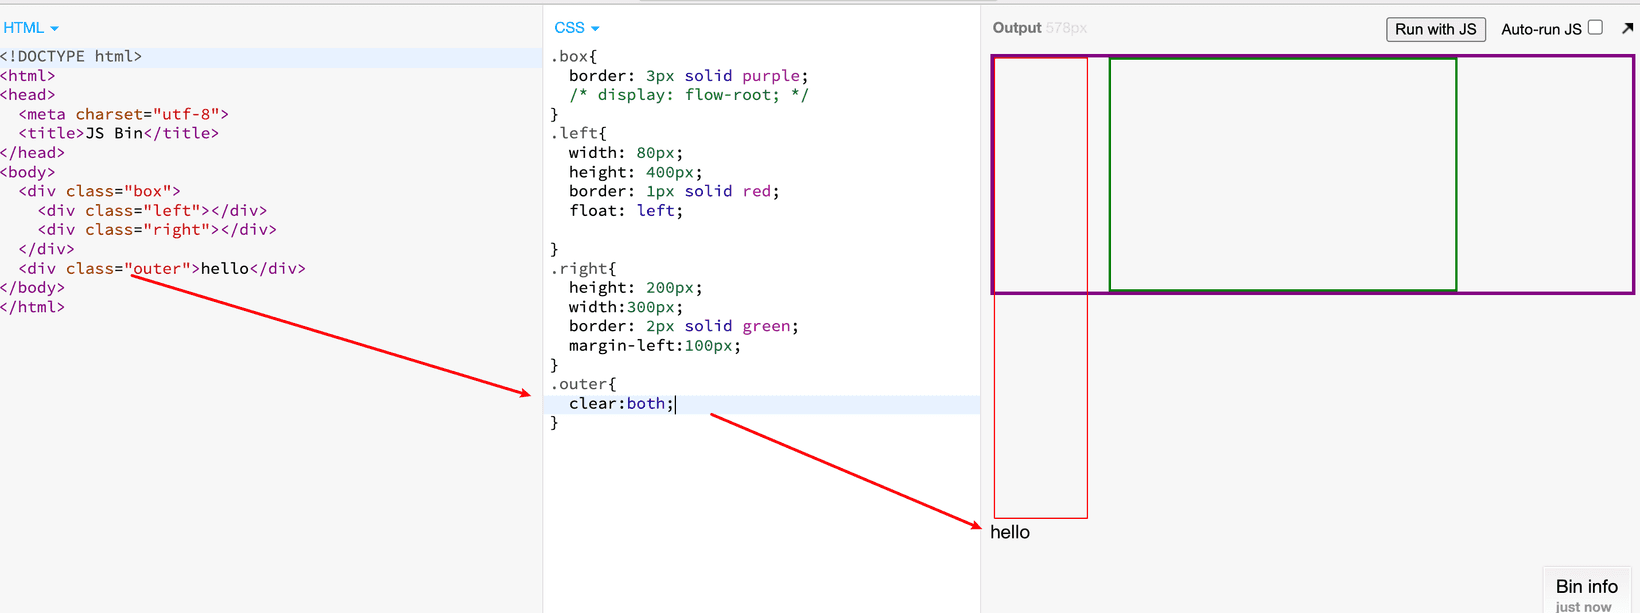 HTML
<!DOCTYPE html>
<html>
<head>
  <meta charset="utf-8">
  <title>JS Bin</title>
</head>
<body>
  <div class="box">
    <div class="left"></div>
    <div class="right"></div>
  </div>
  <div class="outer">hello</div>
</body>
</html>
CSS
.box{
  border: 3px solid purple;
  /* display: flow-root; */
}
.left{
  width: 80px;
  height: 400px;
  border: 1px solid red;
  float: left;

}
.right{
  height: 200px;
  width:300px;
  border: 2px solid green;
  margin-left:100px;
}
.outer{
  clear:both;
}
Output 578px
Run with JS
Auto-run JS
hello
Bin info
just now